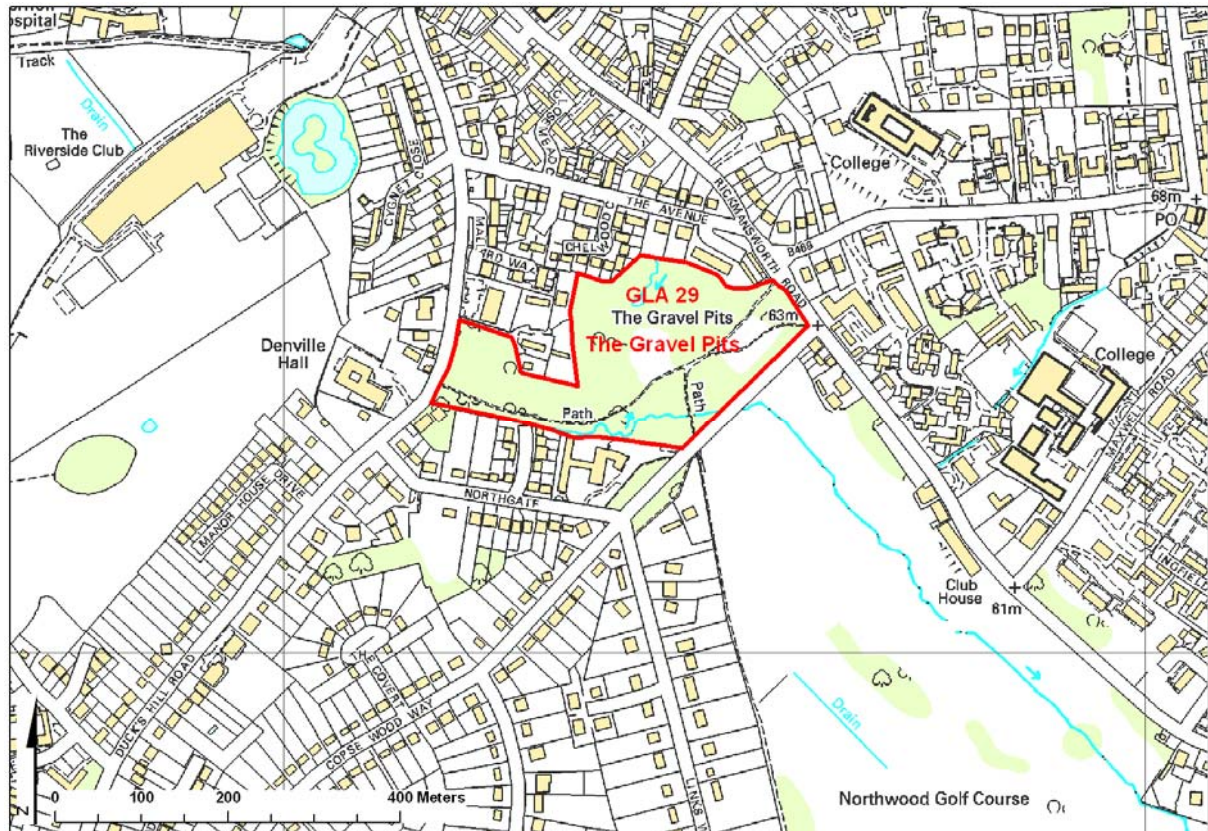 ospital
Track
Drain
The
Riverside Club
CYGNET
CLOSE
MALLARD WAY
THE AVENUE
RICKMANSWORTH ROAD
B469
College
68m
PO
GLA 29
The Gravel Pits
The Gravel Pits
63m
Path
Path
Denville
Hall
College
MAXWELL ROAD
MANOR HOUSE
DRIVE
NORTHGATE
Club
House
61m
THE COVERT
DUCK'S HILL ROAD
COPSE WOOD WAY
LINKS W
Drain
Northwood Golf Course
Z
0 100 200 400 Meters